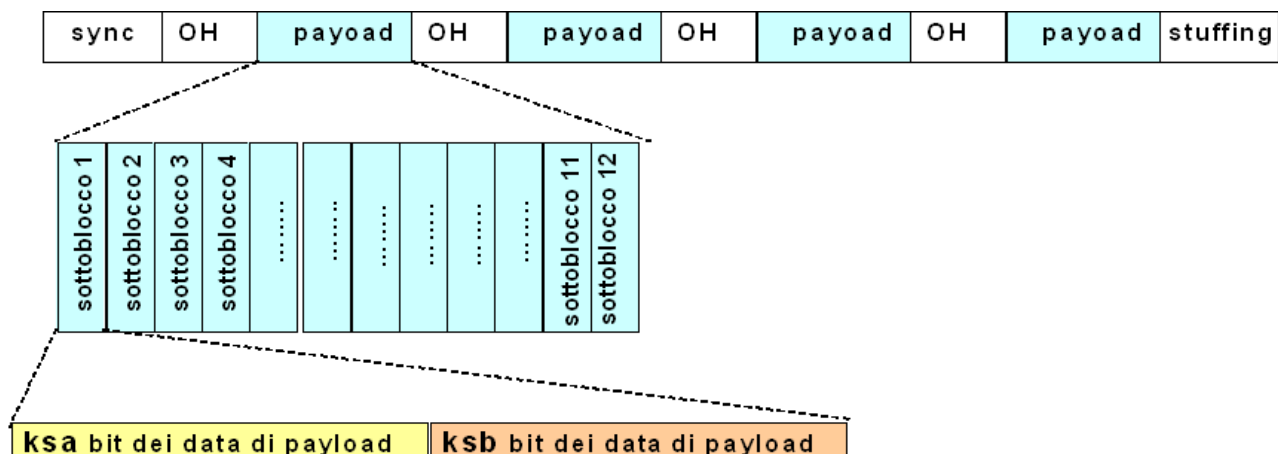 sync OH payoad OH payoad OH payoad OH payoad stuffing
sottoblocco 1
sottoblocco 2
sottoblocco 3
sottoblocco 4
........
........
........
........
........
........
sottoblocco 11
sottoblocco 12
ksa bit dei data di payload ksb bit dei data di payload